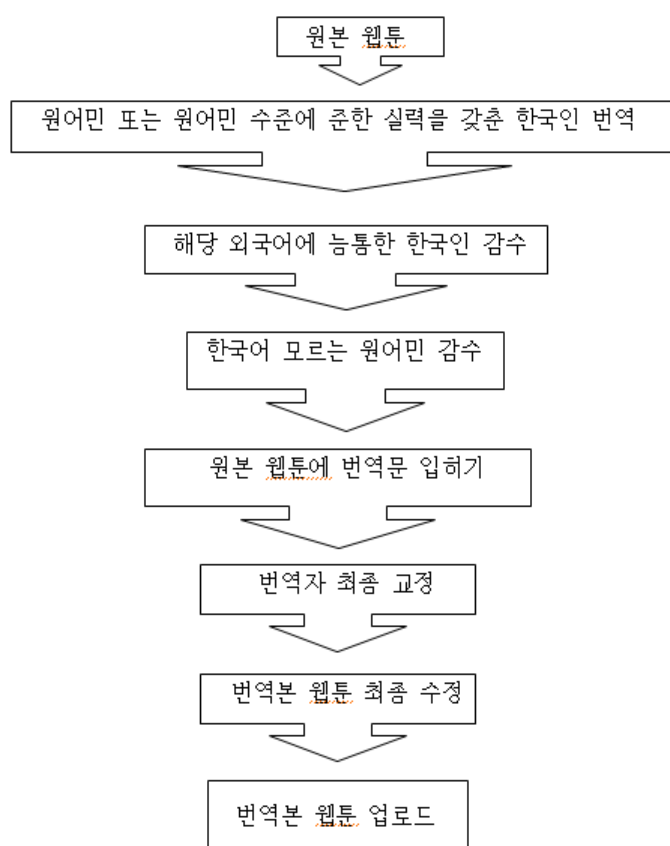 원본 웹툰
원어민 또는 원어민 수준에 준한 실력을 갖춘 한국인 번역
해당 외국어에 능통한 한국인 감수
한국어 모르는 원어민 감수
원본 웹툰에 번역문 입히기
번역자 최종 교정
번역본 웹툰 최종 수정
번역본 웹툰 업로드